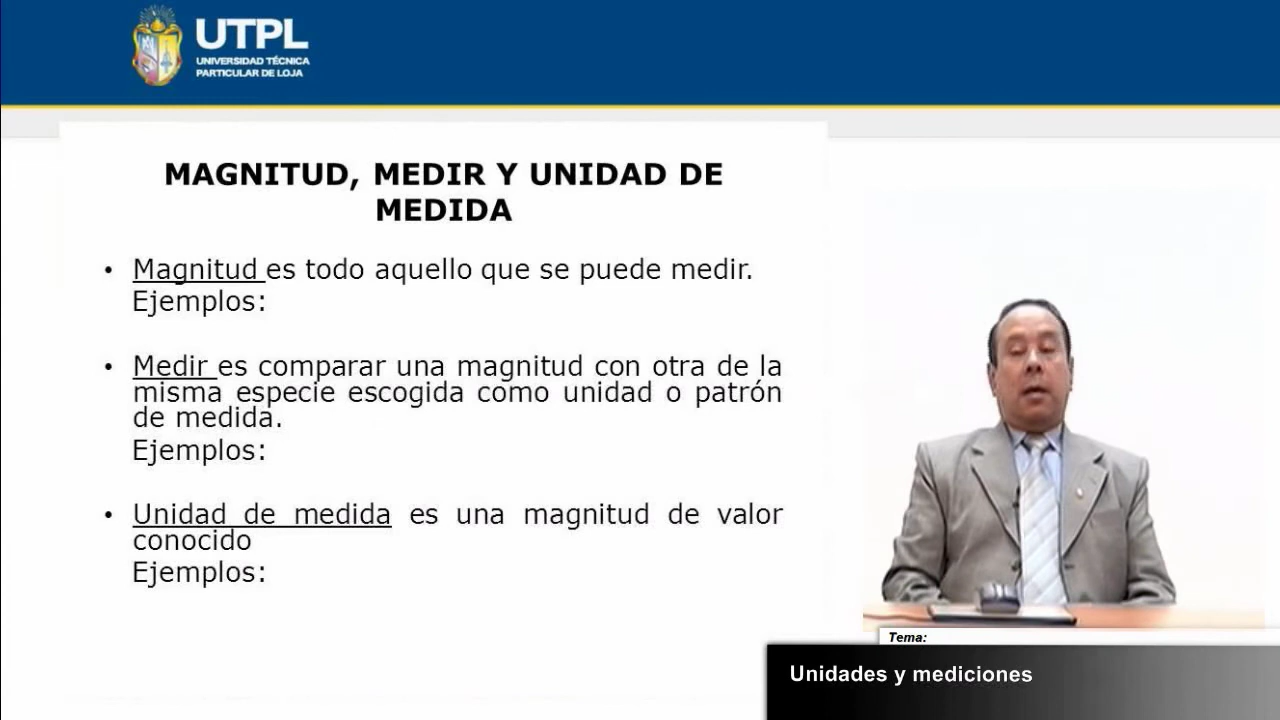 UTPL
UNIVERSIDAD TÉCNICA
PARTICULAR DE LOJA
MAGNITUD, MEDIR Y UNIDAD DE
MEDIDA
• Magnitud es todo aquello que se puede medir.
Ejemplos:
• Medir es comparar una magnitud con otra de la
misma especie escogida como unidad o patrón
de medida.
Ejemplos:
• Unidad de medida es una magnitud de valor
conocido
Ejemplos:
Tema:
Unidades y mediciones